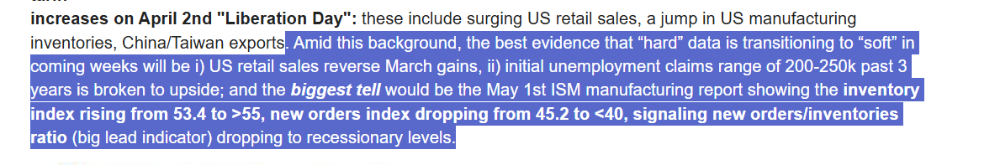 increases on April 2nd "Liberation Day": these include surging US retail sales, a jump in US manufacturing
inventories, China/Taiwan exports. Amid this background, the best evidence that “hard” data is transitioning to “soft” in
coming weeks will be i) US retail sales reverse March gains, ii) initial unemployment claims range of 200-250k past 3
years is broken to upside; and the biggest tell would be the May 1st ISM manufacturing report showing the inventory
index rising from 53.4 to >55, new orders index dropping from 45.2 to <40, signaling new orders/inventories
ratio (big lead indicator) dropping to recessionary levels.